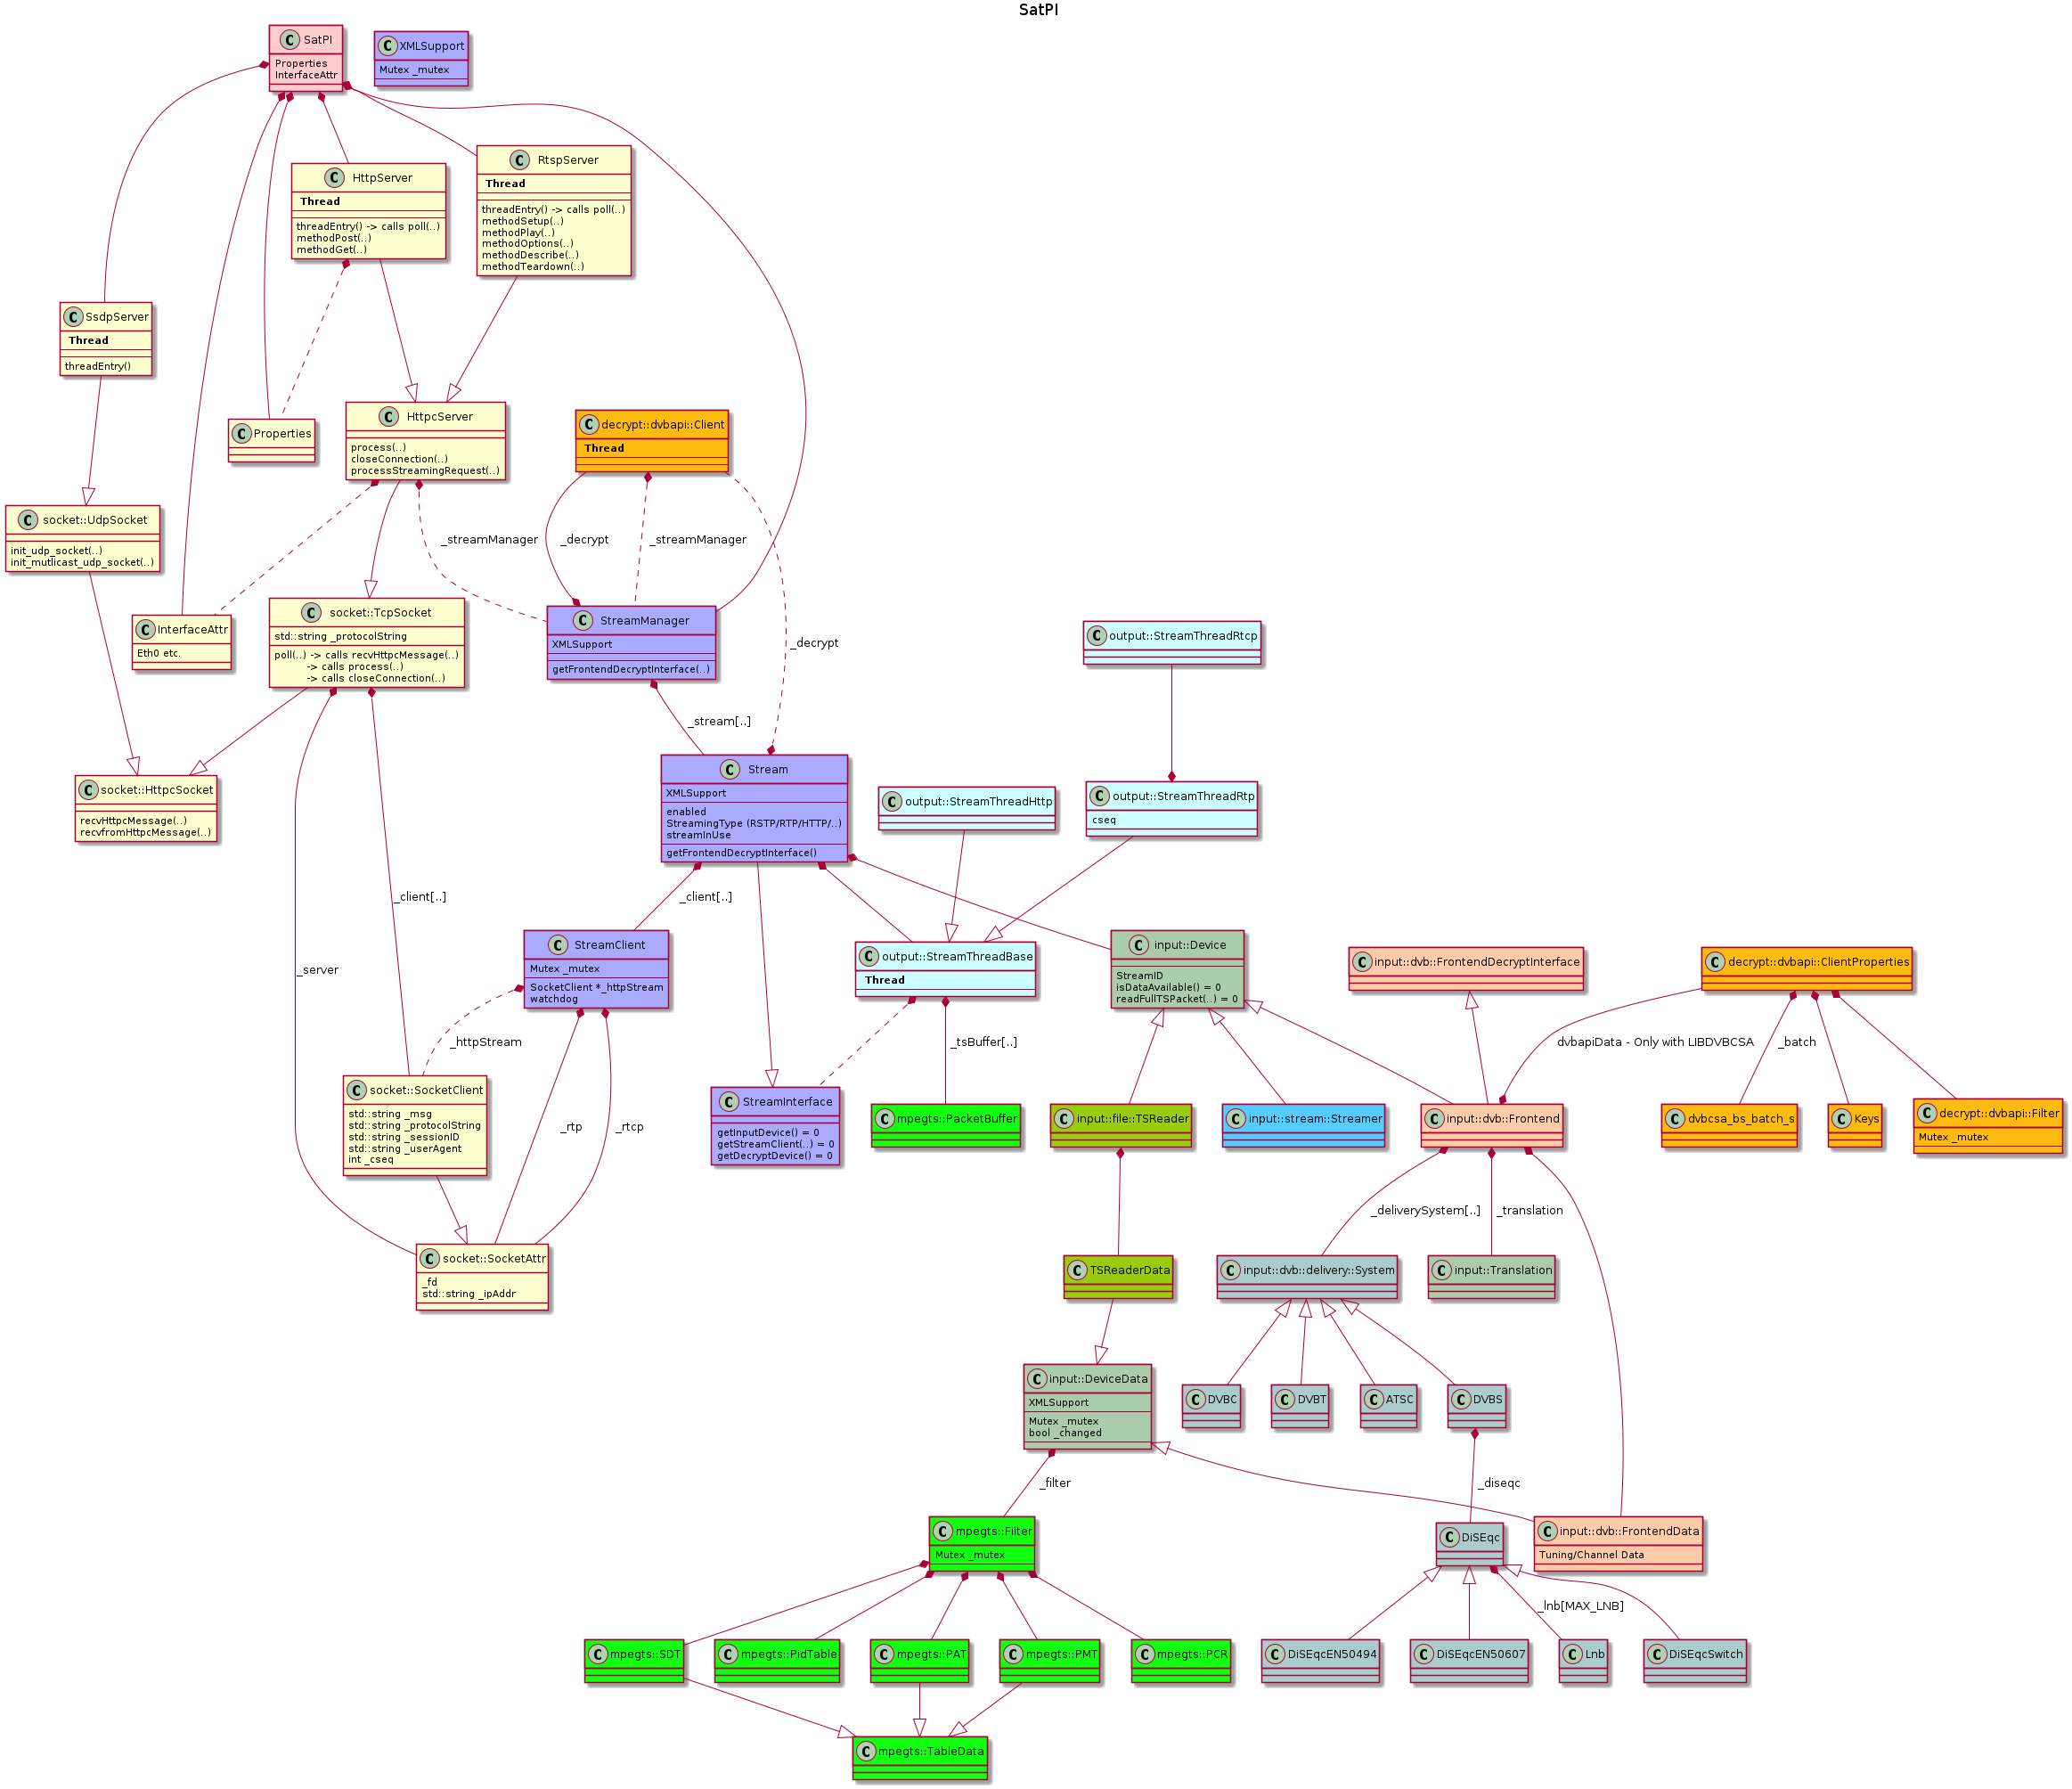 SatPI
C SatPI
Properties
InterfaceAttr
C XMLSupport
Mutex _mutex
C HttpServer
Thread
threadEntry() -> calls poll(..)
methodPost(..)
methodGet(..)
C RtspServer
Thread
threadEntry() -> calls poll(..)
methodSetup(..)
methodPlay(..)
methodOptions(..)
methodDescribe(..)
methodTeardown(..)
C SsdpServer
Thread
threadEntry()
C Properties
C HttpcServer
process(..)
closeConnection(..)
processStreamingRequest(..)
C decrypt::dvbapi::Client
Thread
C socket::UdpSocket
init_udp_socket(..)
init_mutlicast_udp_socket(..)
_streamManager
_decrypt
_streamManager
C InterfaceAttr
Eth0 etc.
C socket::TcpSocket
std::string _protocolString
poll(..) -> calls recvHttpcMessage(..)
-> calls process(..)
-> calls closeConnection(..)
C StreamManager
XMLSupport
getFrontendDecryptInterface(..)
_decrypt
C output::StreamThreadRtcp
_stream[..]
C socket::HttpcSocket
recvHttpcMessage(..)
recvfromHttpcMessage(..)
C Stream
XMLSupport
enabled
StreamingType (RSTP/RTP/HTTP/..)
streamInUse
getFrontendDecryptInterface()
C output::StreamThreadHttp
C output::StreamThreadRtp
cseq
_client[..]
_client[..]
_server
C StreamClient
Mutex _mutex
SocketClient *_httpStream
watchdog
C output::StreamThreadBase
Thread
C input::Device
StreamID
isDataAvailable() = 0
readFullTSPacket(..) = 0
C input::dvb::FrontendDecryptInterface
C decrypt::dvbapi::ClientProperties
_httpStream
_tsBuffer[..]
dvbapiData - Only with LIBDVBCSA
_batch
C socket::SocketClient
std::string _msg
std::string _protocolString
std::string _sessionID
std::string _userAgent
int _cseq
_rtp
_rtcp
C StreamInterface
getInputDevice() = 0
getStreamClient(..) = 0
getDecryptDevice() = 0
C mpegts::PacketBuffer
C input::file::TSReader
C input::stream::Streamer
C input::dvb::Frontend
C dvbcsa_bs_batch_s
C Keys
C decrypt::dvbapi::Filter
Mutex _mutex
_deliverySystem[..]
_translation
C socket::SocketAttr
_fd
std::string _ipAddr
C TSReaderData
C input::dvb::delivery::System
C input::Translation
C input::DeviceData
XMLSupport
Mutex _mutex
bool _changed
C DVBC
C DVBT
C ATSC
C DVBS
_filter
_diseqc
C mpegts::Filter
Mutex _mutex
C DiSEqc
C input::dvb::FrontendData
Tuning/Channel Data
_lnb[MAX_LNB]
C mpegts::SDT
C mpegts::PidTable
C mpegts::PAT
C mpegts::PMT
C mpegts::PCR
C DiSEqcEN50494
C DiSEqcEN50607
C Lnb
C DiSEqcSwitch
C mpegts::TableData